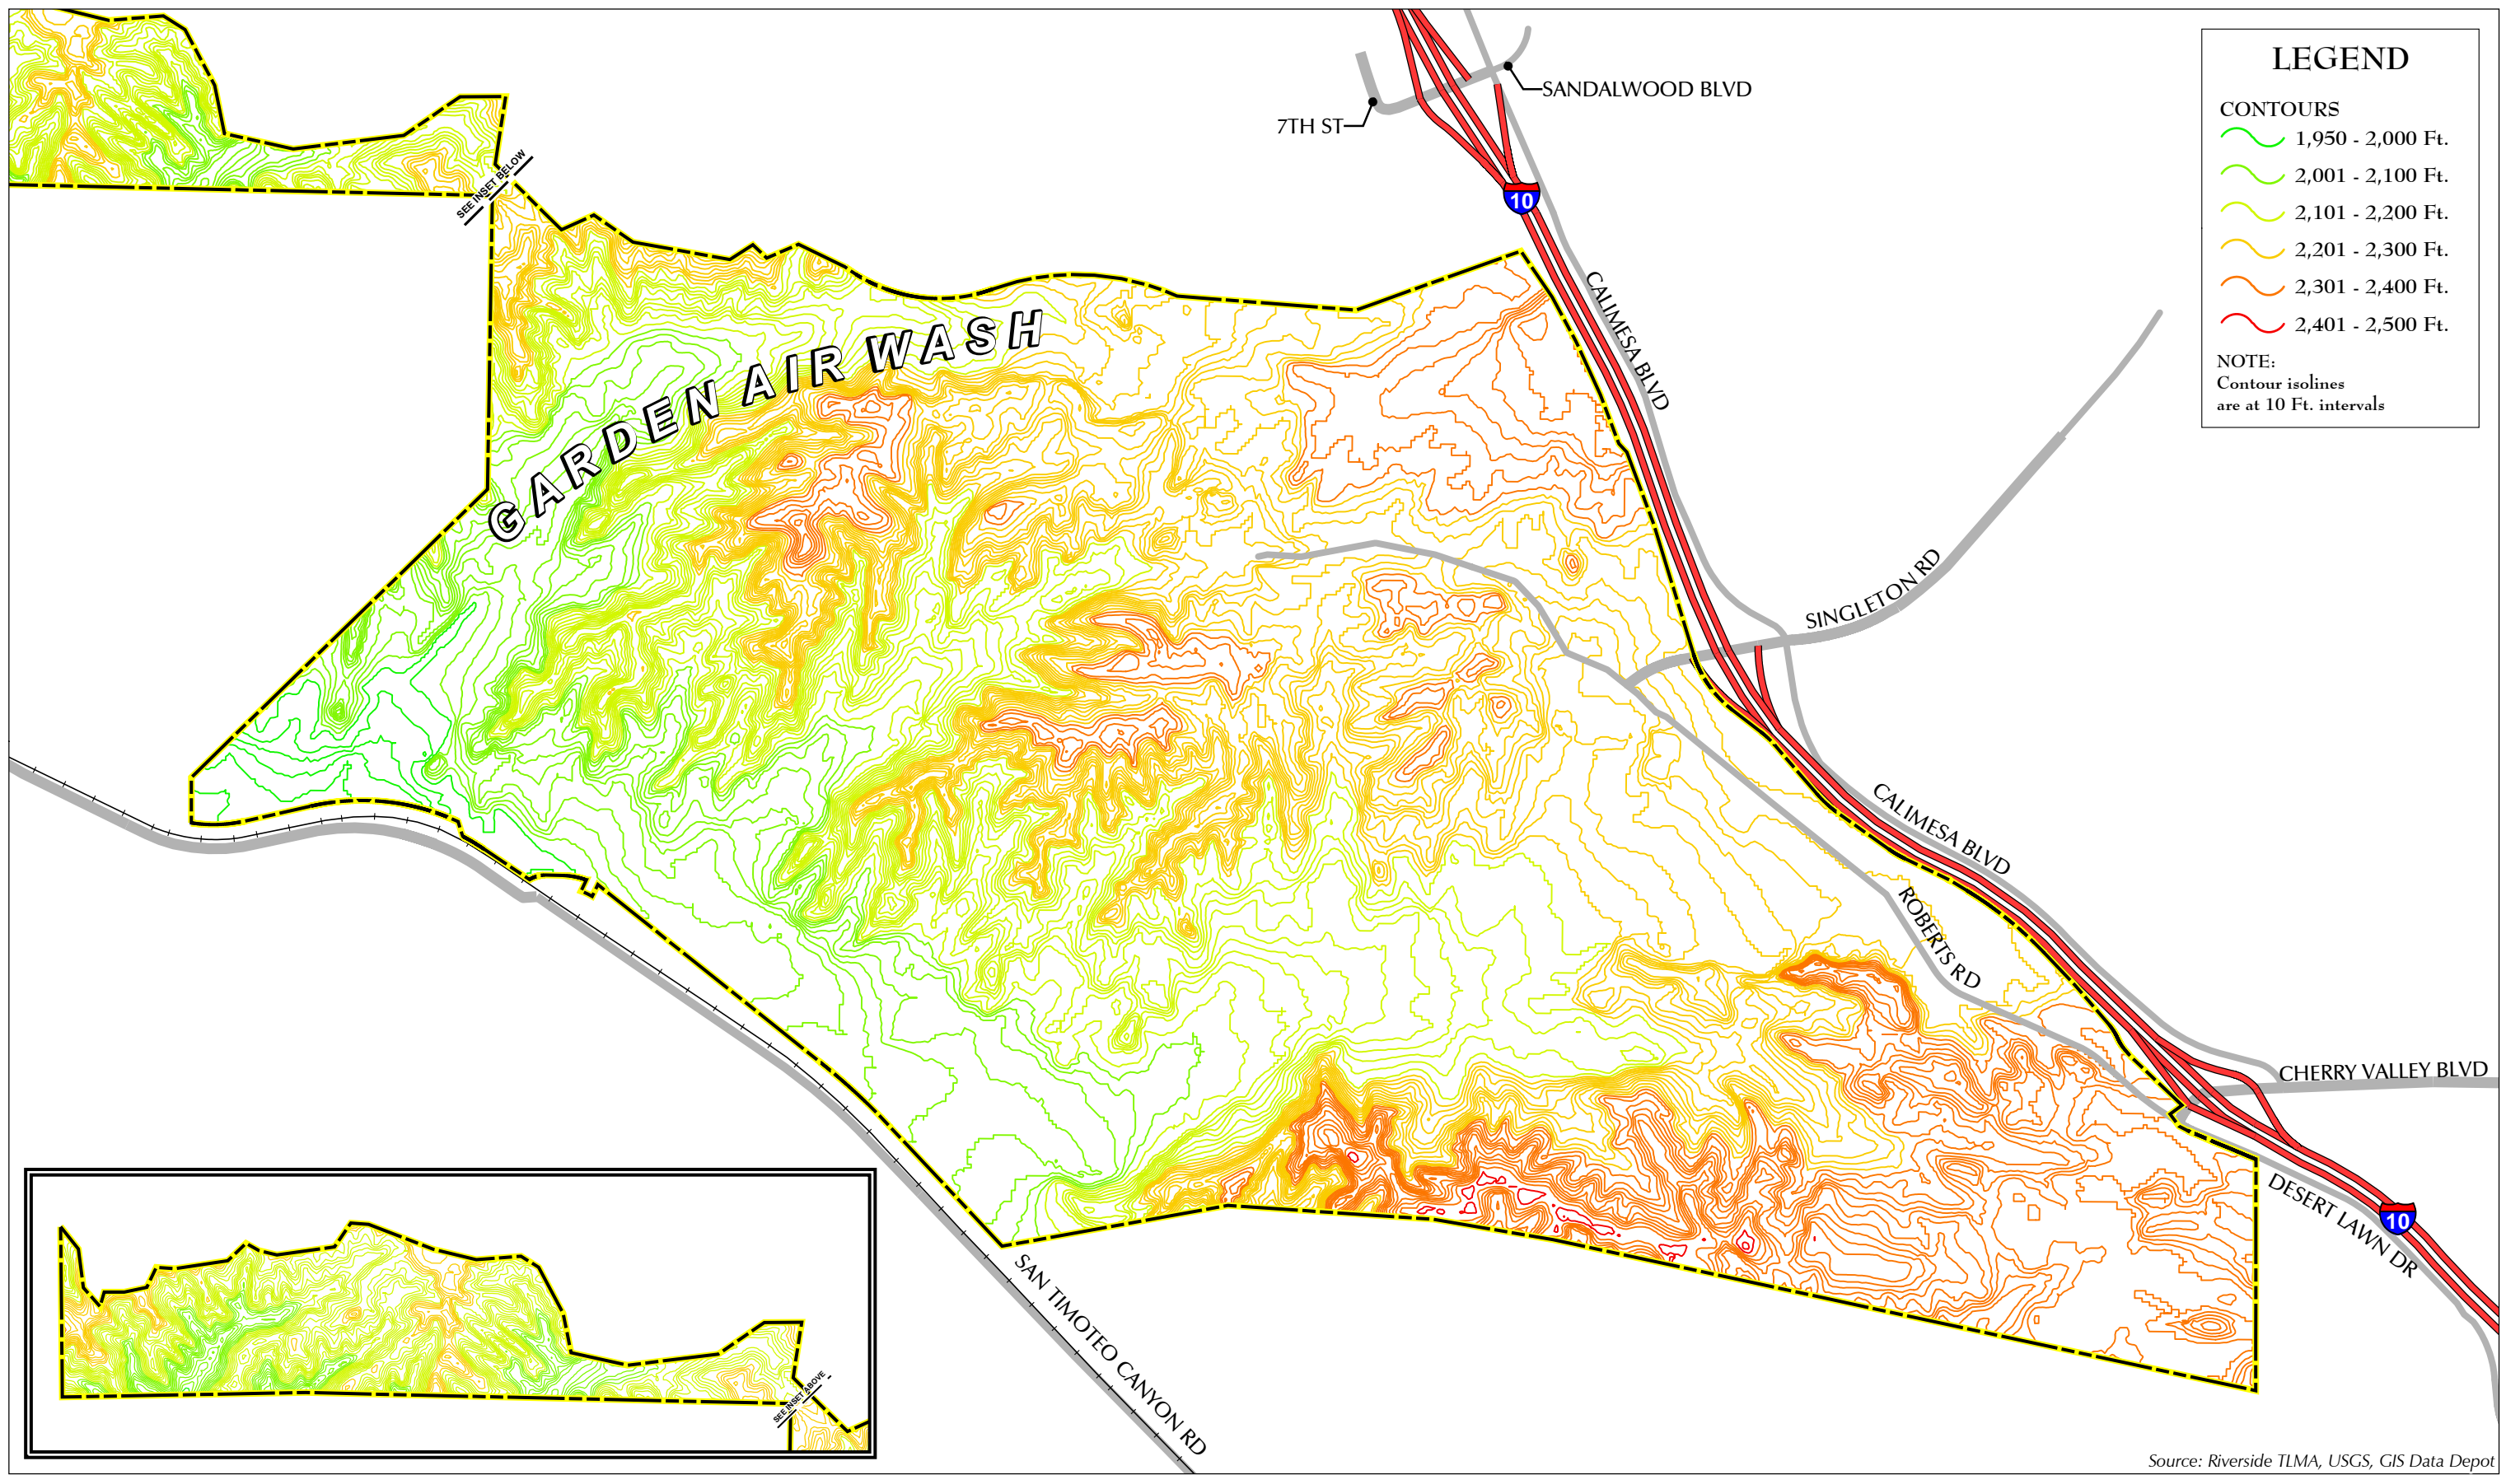 LEGEND
CONTOURS
1,950 - 2,000 Ft.
2,001 - 2,100 Ft.
2,101 - 2,200 Ft.
2,201 - 2,300 Ft.
2,301 - 2,400 Ft.
2,401 - 2,500 Ft.
NOTE:
Contour isolines
are at 10 Ft. intervals
SANDALWOOD BLVD
7TH ST
SEE INSET BELOW
10
CALIMESA BLVD
GARDEN AIR WASH
SINGLETON RD
CALIMESA BLVD
ROBERTS RD
CHERRY VALLEY BLVD
DESERT LAWN DR
10
SAN TIMOTEO CANYON RD
SEE INSET ABOVE
Source: Riverside TLMA, USGS, GIS Data Depot